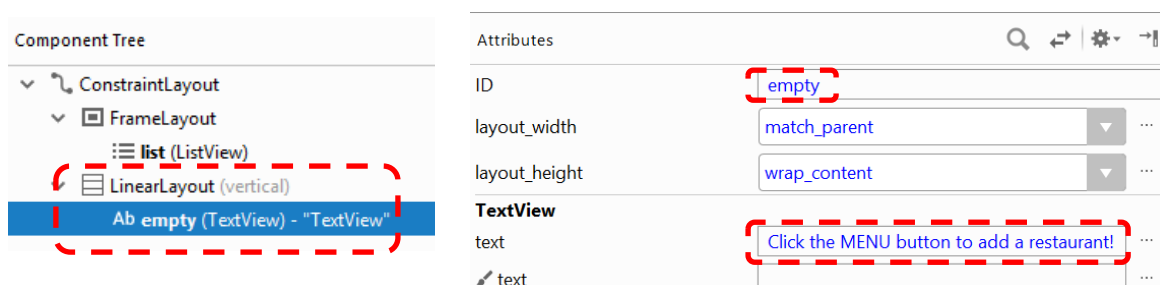 Component Tree
ConstraintLayout
FrameLayout
list (ListView)
LinearLayout (vertical)
Ab empty (TextView) - "TextView"
Attributes
ID empty
layout_width match_parent
layout_height wrap_content
TextView
text Click the MENU button to add a restaurant!
text